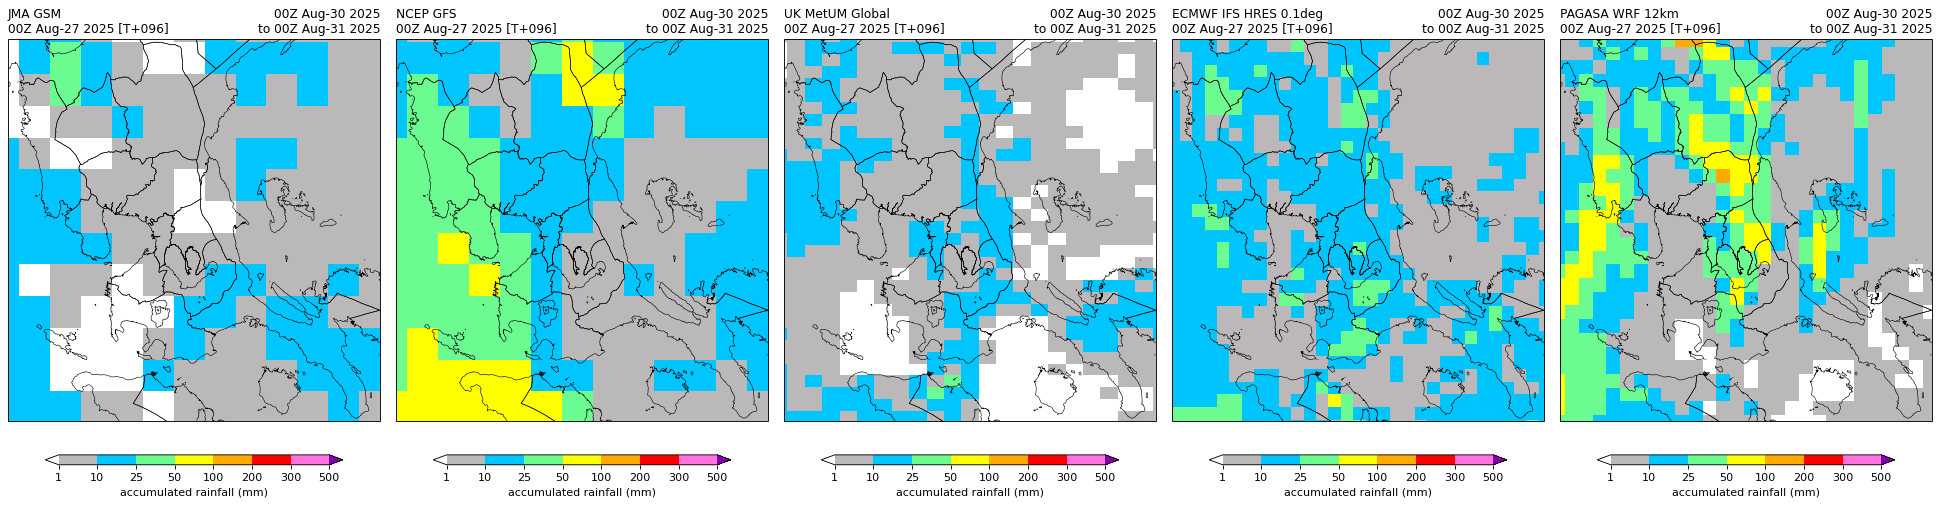 JMA GSM 00Z Aug-30 2025
00Z Aug-27 2025 [T+096] to 00Z Aug-31 2025
1 10 25 50 100 200 300 500
accumulated rainfall (mm)
NCEP GFS 00Z Aug-30 2025
00Z Aug-27 2025 [T+096] to 00Z Aug-31 2025
1 10 25 50 100 200 300 500
accumulated rainfall (mm)
UK MetUM Global 00Z Aug-30 2025
00Z Aug-27 2025 [T+096] to 00Z Aug-31 2025
1 10 25 50 100 200 300 500
accumulated rainfall (mm)
ECMWF IFS HRES 0.1deg 00Z Aug-30 2025
00Z Aug-27 2025 [T+096] to 00Z Aug-31 2025
1 10 25 50 100 200 300 500
accumulated rainfall (mm)
PAGASA WRF 12km 00Z Aug-30 2025
00Z Aug-27 2025 [T+096] to 00Z Aug-31 2025
1 10 25 50 100 200 300 500
accumulated rainfall (mm)